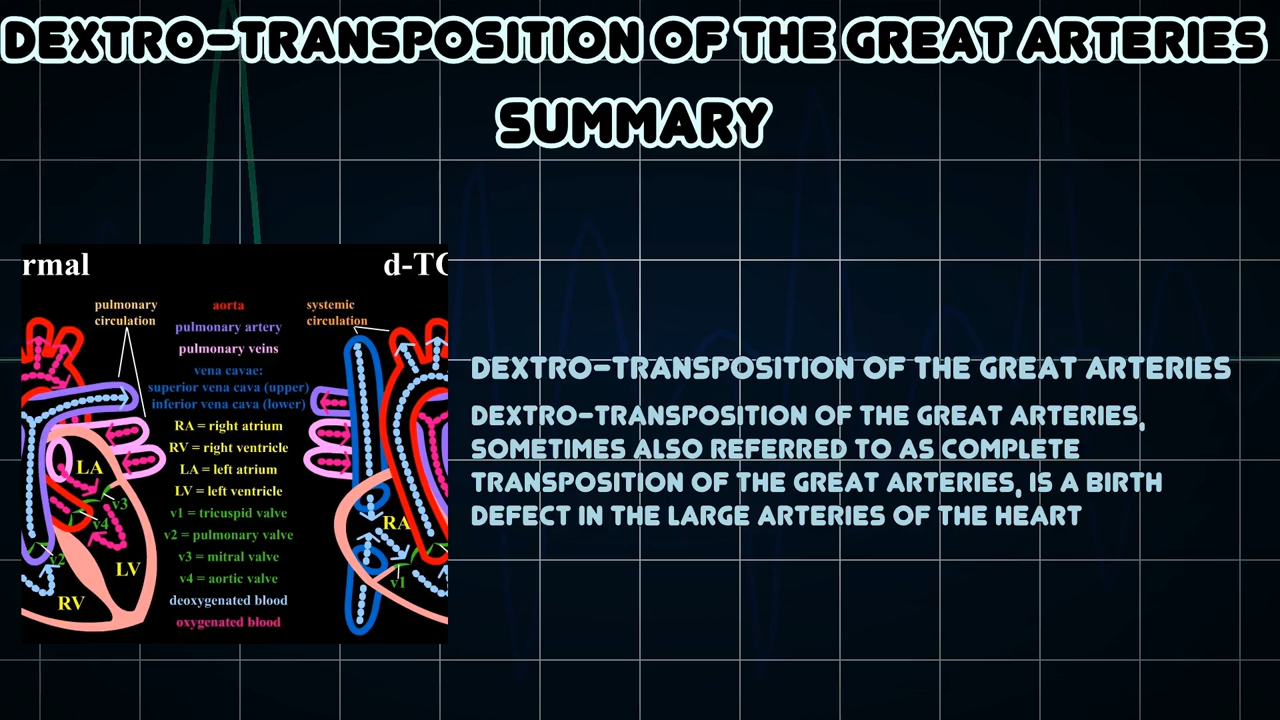 DEXTRO-TRANSPOSITION OF THE GREAT ARTERIES
SUMMARY
rmal
d-TC
pulmonary
circulation
aorta
systemic
circulation
pulmonary artery
pulmonary veins
vena cavae:
superior vena cava (upper)
inferior vena cava (lower)
RA = right atrium
RV = right ventricle
LA = left atrium
LV = left ventricle
v1 = tricuspid valve
v2 = pulmonary valve
v3 = mitral valve
v4 = aortic valve
deoxygenated blood
oxygenated blood
LA
v3
v4
v2
LV
RV
RA
v1
DEXTRO-TRANSPOSITION OF THE GREAT ARTERIES
DEXTRO-TRANSPOSITION OF THE GREAT ARTERIES,
SOMETIMES ALSO REFERRED TO AS COMPLETE
TRANSPOSITION OF THE GREAT ARTERIES, IS A BIRTH
DEFECT IN THE LARGE ARTERIES OF THE HEART